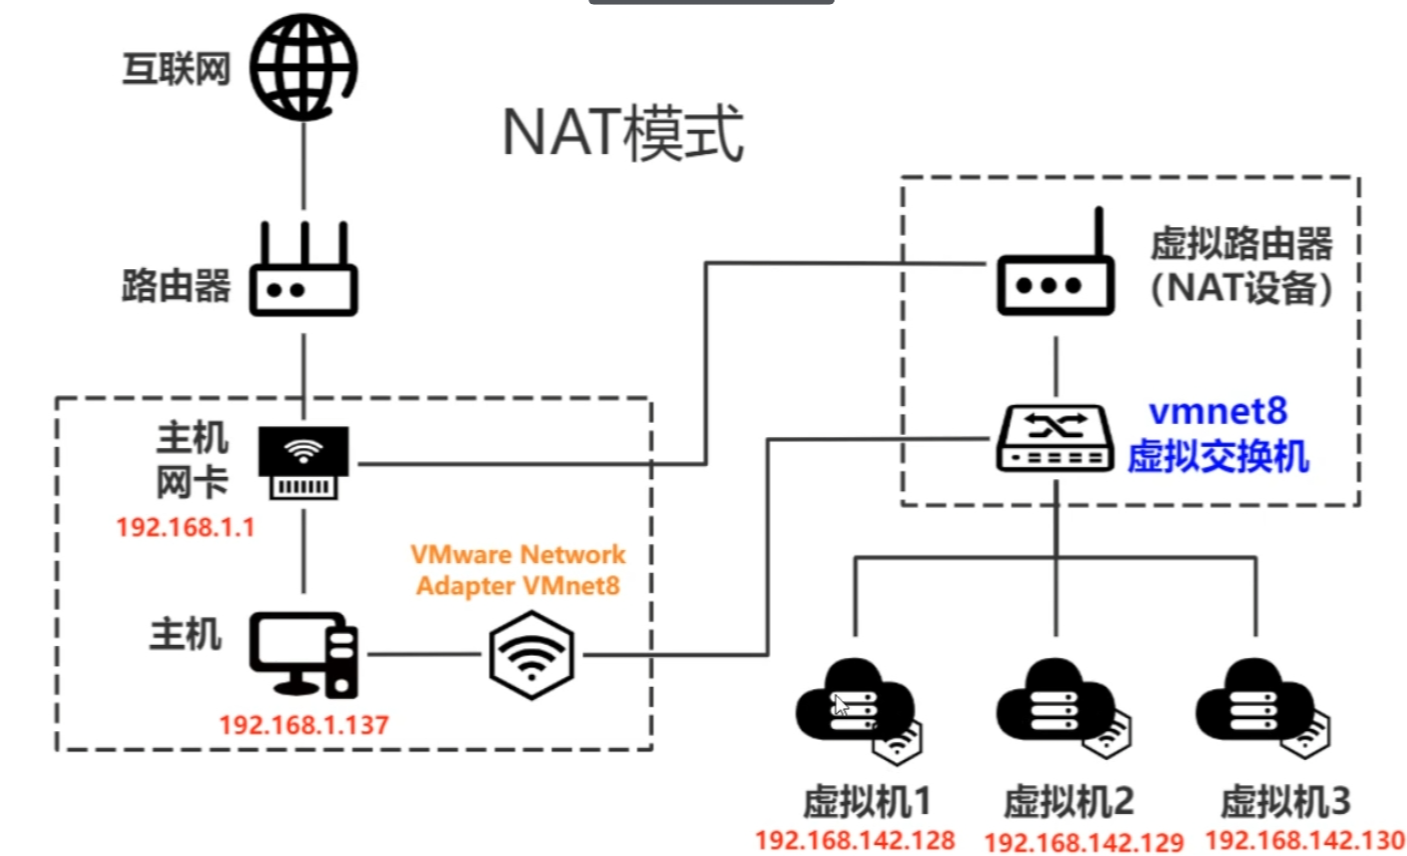 互联网
NAT模式
路由器
虚拟路由器
（NAT设备）
主机
网卡
192.168.1.1
vmnet8
虚拟交换机
VMware Network
Adapter VMnet8
主机
192.168.1.137
虚拟机1
192.168.142.128
虚拟机2
192.168.142.129
虚拟机3
192.168.142.130